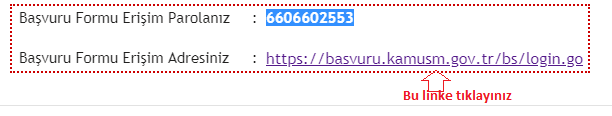 Başvuru Formu Erişim Parolanız : 6606602553
Başvuru Formu Erişim Adresiniz : https://basvuru.kamusm.gov.tr/bs/login.go
Bu linke tıklayınız